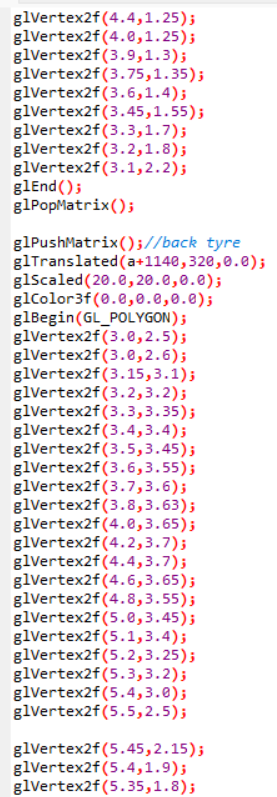 glVertex2f(4.4,1.25);
glVertex2f(4.0,1.25);
glVertex2f(3.9,1.3);
glVertex2f(3.75,1.35);
glVertex2f(3.6,1.4);
glVertex2f(3.45,1.55);
glVertex2f(3.3,1.7);
glVertex2f(3.2,1.8);
glVertex2f(3.1,2.2);
glEnd();
glPopMatrix();

glPushMatrix();//back tyre
glTranslated(a+1140,320,0.0);
glScaled(20.0,20.0,0.0);
glColor3f(0.0,0.0,0.0);
glBegin(GL_POLYGON);
glVertex2f(3.0,2.5);
glVertex2f(3.0,2.6);
glVertex2f(3.15,3.1);
glVertex2f(3.2,3.2);
glVertex2f(3.3,3.35);
glVertex2f(3.4,3.4);
glVertex2f(3.5,3.45);
glVertex2f(3.6,3.55);
glVertex2f(3.7,3.6);
glVertex2f(3.8,3.63);
glVertex2f(4.0,3.65);
glVertex2f(4.2,3.7);
glVertex2f(4.4,3.7);
glVertex2f(4.6,3.65);
glVertex2f(4.8,3.55);
glVertex2f(5.0,3.45);
glVertex2f(5.1,3.4);
glVertex2f(5.2,3.25);
glVertex2f(5.3,3.2);
glVertex2f(5.4,3.0);
glVertex2f(5.5,2.5);

glVertex2f(5.45,2.15);
glVertex2f(5.4,1.9);
glVertex2f(5.35,1.8);